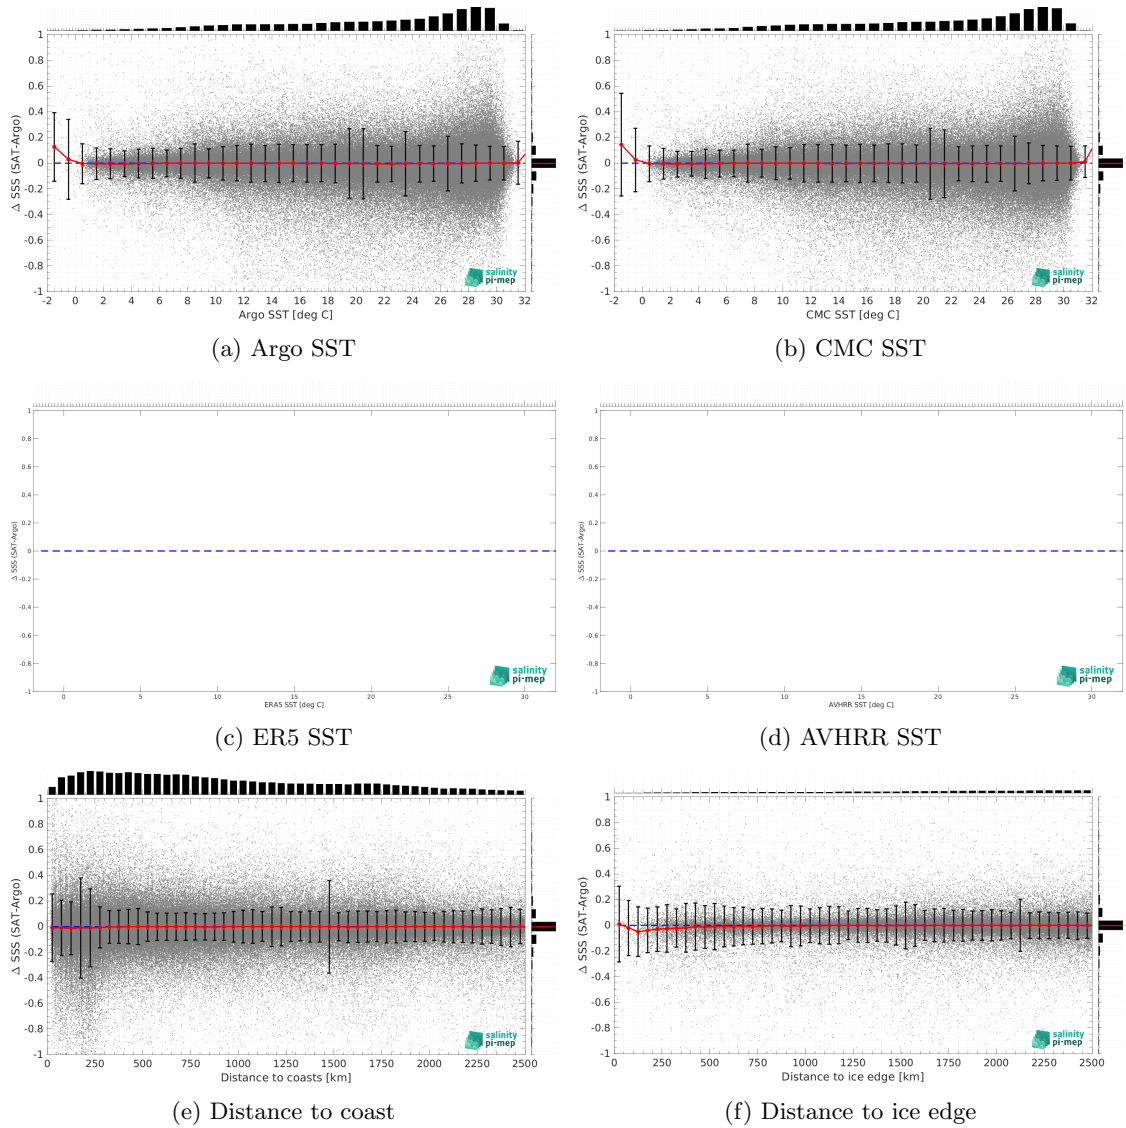 1
0.8
0.6
0.4
0.2
0
-0.2
-0.4
-0.6
-0.8
-1
Δ SSS (SAT-Argo)
-2 0 2 4 6 8 10 12 14 16 18 20 22 24 26 28 30 32
Argo SST [deg C]
salinity
pi-mep
(a) Argo SST
1
0.8
0.6
0.4
0.2
0
-0.2
-0.4
-0.6
-0.8
-1
Δ SSS (SAT-Argo)
-2 0 2 4 6 8 10 12 14 16 18 20 22 24 26 28 30 32
CMC SST [deg C]
salinity
pi-mep
(b) CMC SST
1
0.8
0.6
0.4
0.2
0
-0.2
-0.4
-0.6
-0.8
-1
Δ SSS (SAT-Argo)
0 5 10 15 20 25 30
ERA5 SST [deg C]
salinity
pi-mep
(c) ER5 SST
1
0.8
0.6
0.4
0.2
0
-0.2
-0.4
-0.6
-0.8
-1
Δ SSS (SAT-Argo)
0 5 10 15 20 25 30
AVHRR SST [deg C]
salinity
pi-mep
(d) AVHRR SST
1
0.8
0.6
0.4
0.2
0
-0.2
-0.4
-0.6
-0.8
-1
Δ SSS (SAT-Argo)
0 250 500 750 1000 1250 1500 1750 2000 2250 2500
Distance to coasts [km]
salinity
pi-mep
(e) Distance to coast
1
0.8
0.6
0.4
0.2
0
-0.2
-0.4
-0.6
-0.8
-1
Δ SSS (SAT-Argo)
0 250 500 750 1000 1250 1500 1750 2000 2250 2500
Distance to ice edge [km]
salinity
pi-mep
(f) Distance to ice edge